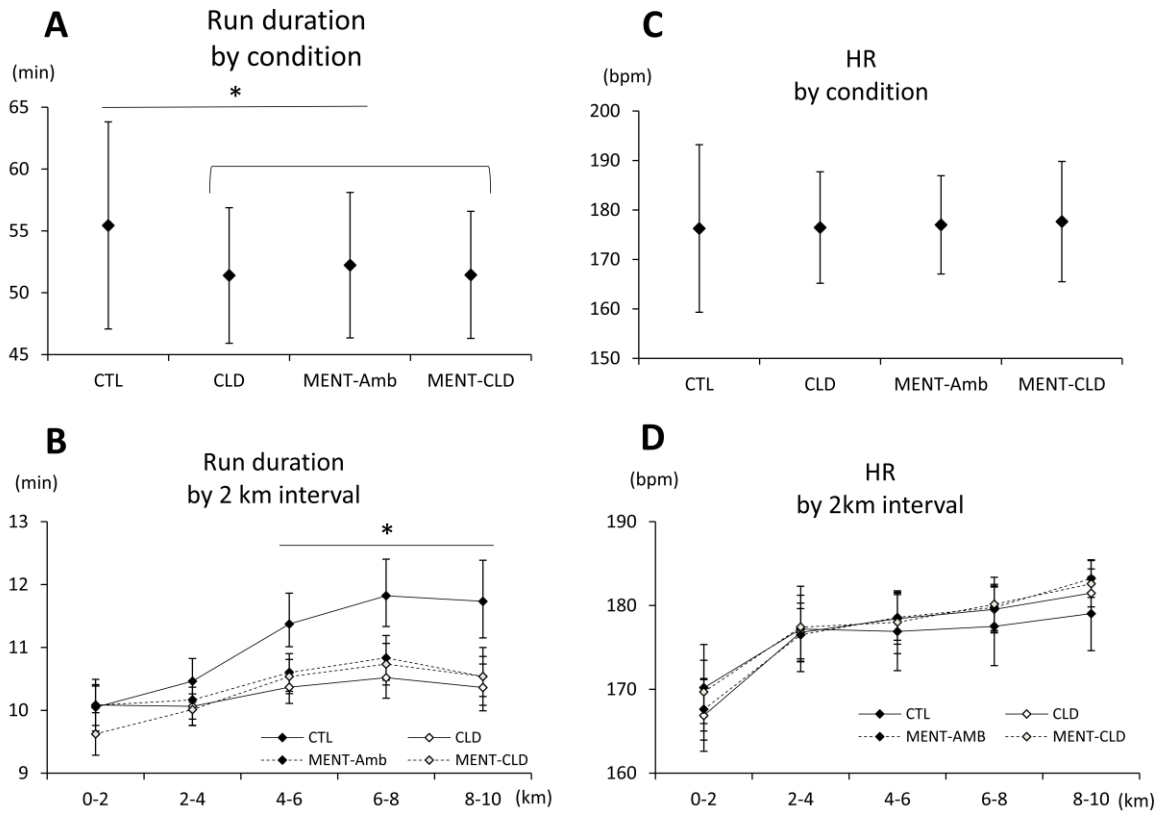 A
Run duration
by condition
(min)
*
65
60
55
50
45
CTL
CLD
MENT-Amb
MENT-CLD
C
HR
by condition
(bpm)
200
190
180
170
160
150
CTL
CLD
MENT-Amb
MENT-CLD
B
Run duration
by 2 km interval
(min)
*
13
12
11
10
9
CTL
CLD
MENT-Amb
MENT-CLD
0-2
2-4
4-6
6-8
8-10
(km)
D
HR
by 2km interval
(bpm)
190
180
170
160
CTL
CLD
MENT-AMB
MENT-CLD
0-2
2-4
4-6
6-8
8-10
(km)